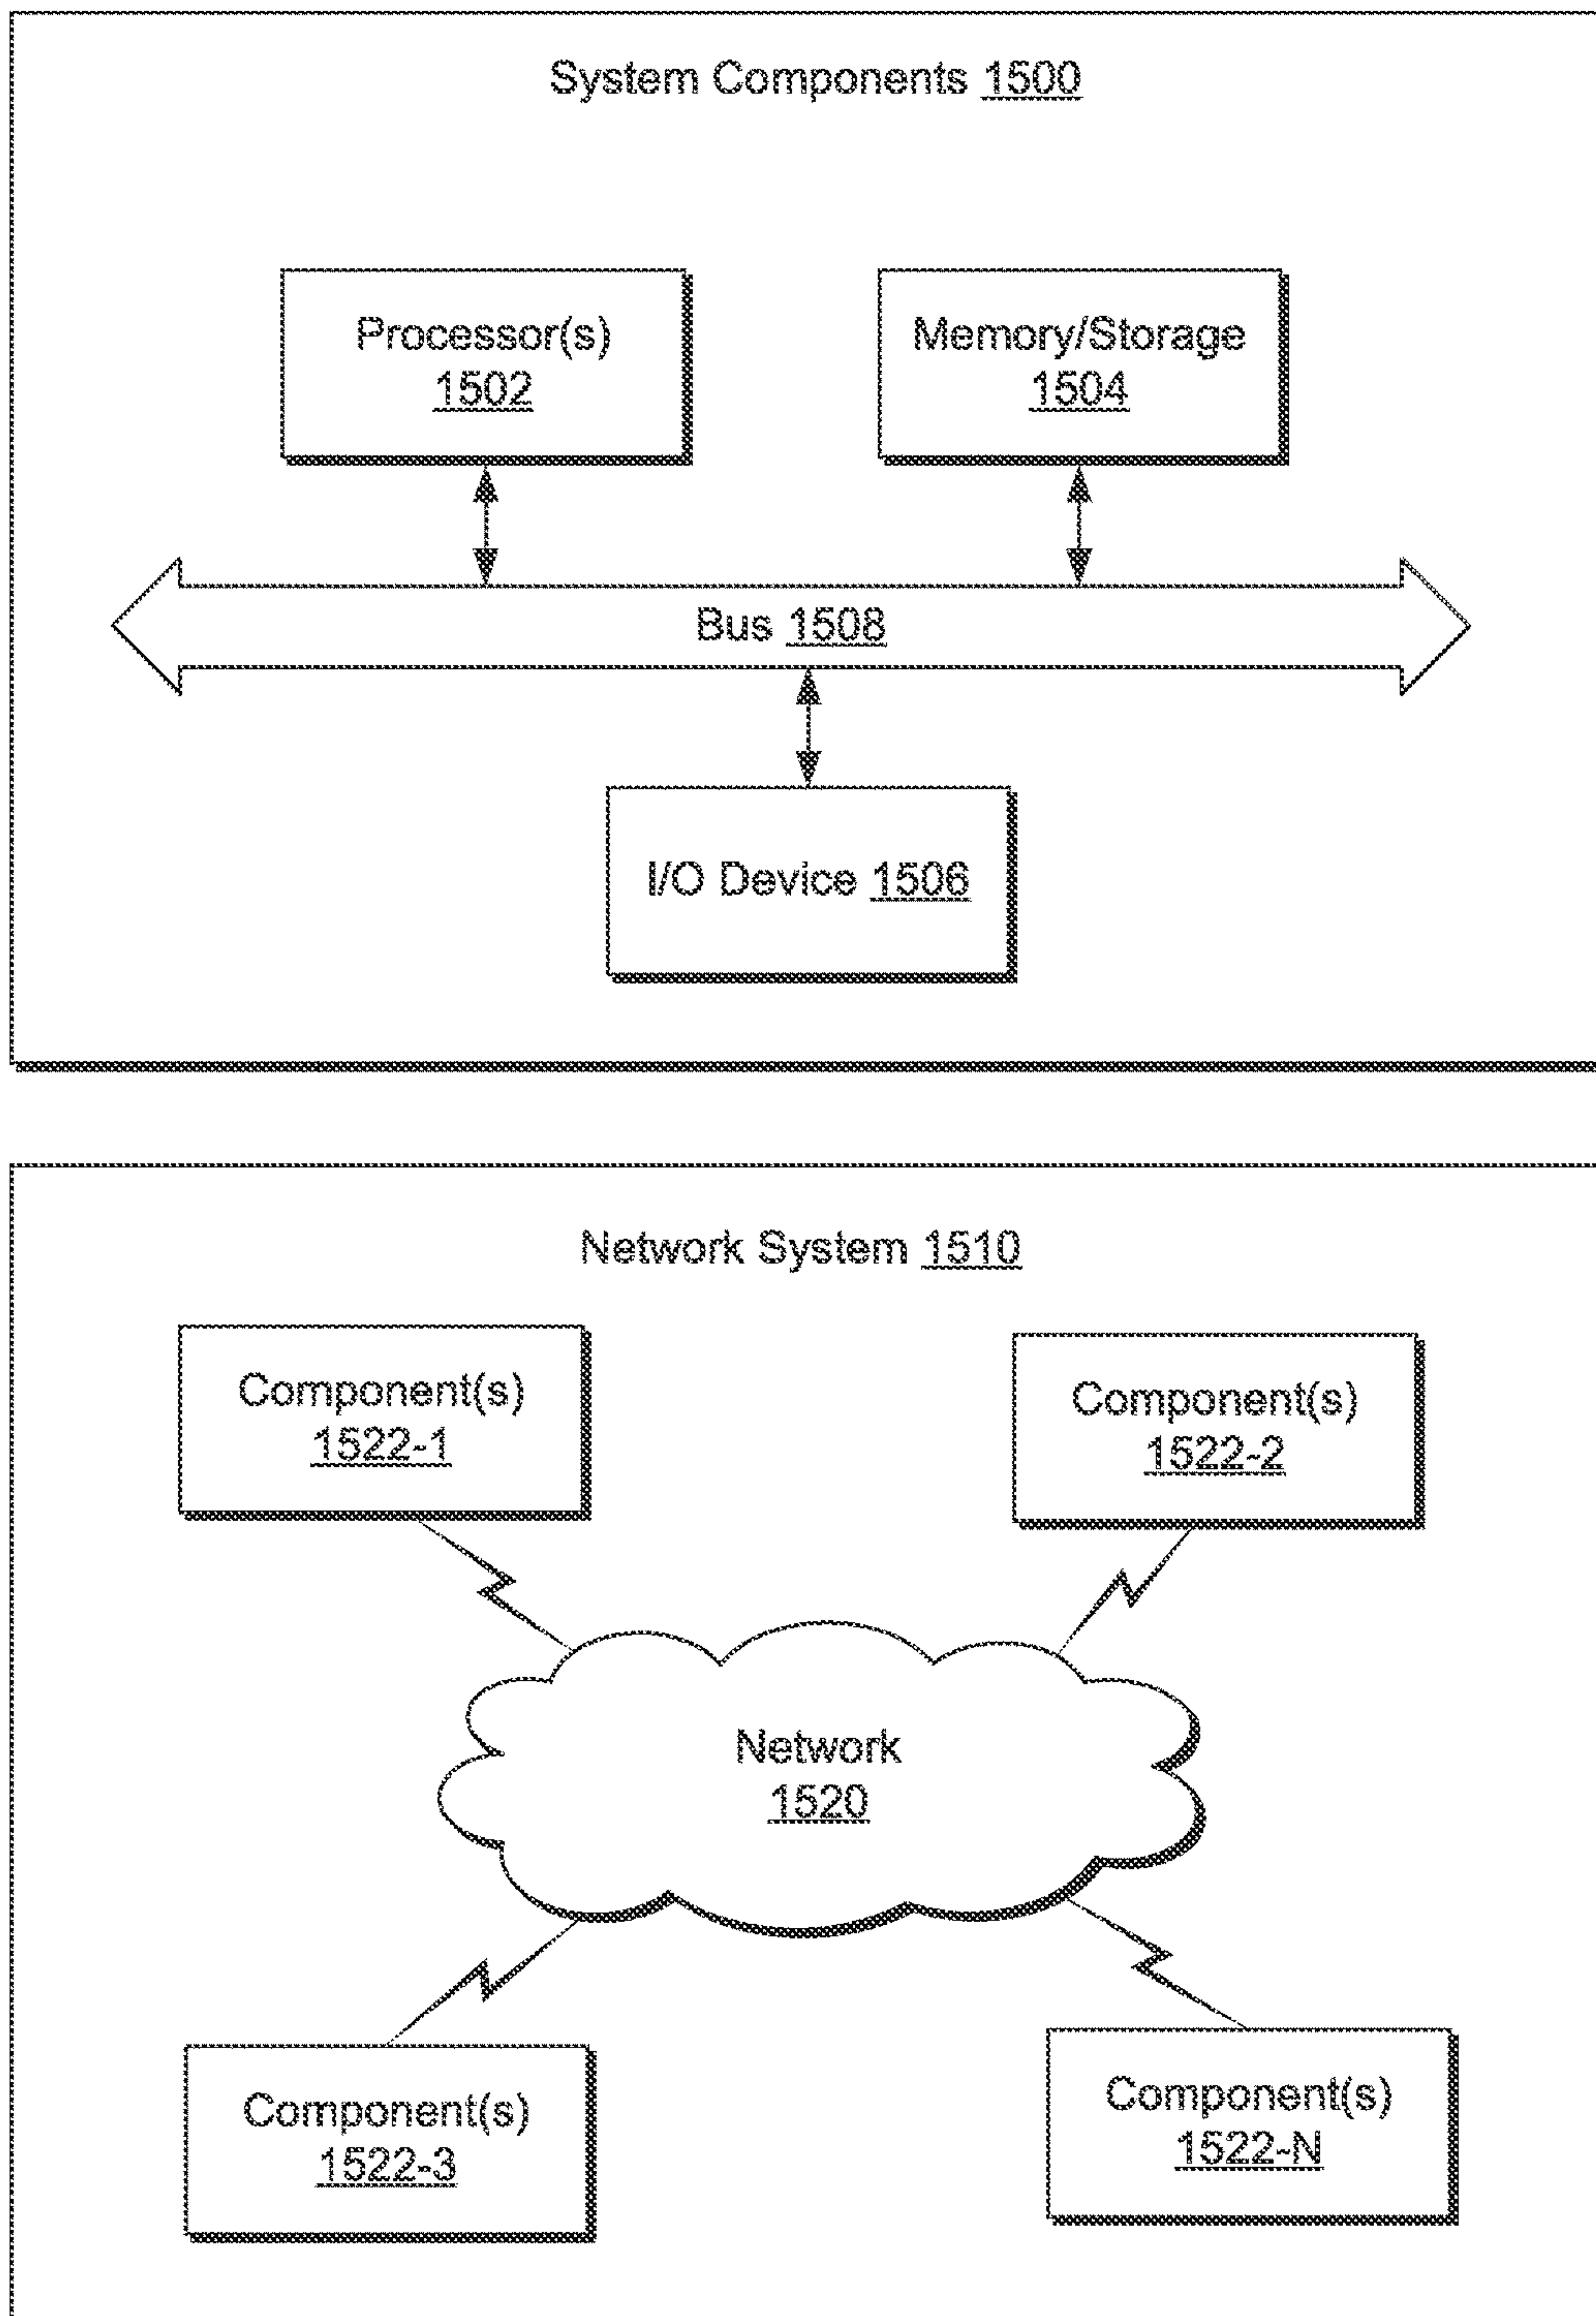 System Components 1500
Processor(s)
1502
Memory/Storage
1504
Bus 1508
I/O Device 1506
Network System 1510
Component(s)
1522-1
Component(s)
1522-2
Network
1520
Component(s)
1522-3
Component(s)
1522-N